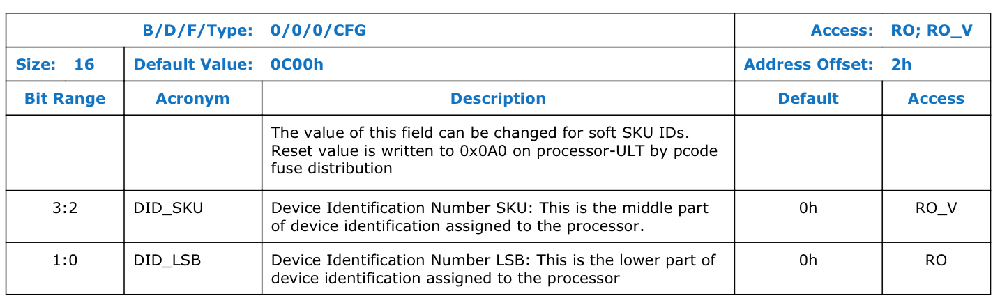 B/D/F/Type: 0/0/0/CFG Access: RO; RO_V
Size: 16 Default Value: 0C00h Address Offset: 2h
Bit Range Acronym Description Default Access
The value of this field can be changed for soft SKU IDs.
Reset value is written to 0x0A0 on processor-ULT by pcode
fuse distribution
3:2 DID_SKU Device Identification Number SKU: This is the middle part 0h RO_V
of device identification assigned to the processor.
1:0 DID_LSB Device Identification Number LSB: This is the lower part of 0h RO
device identification assigned to the processor